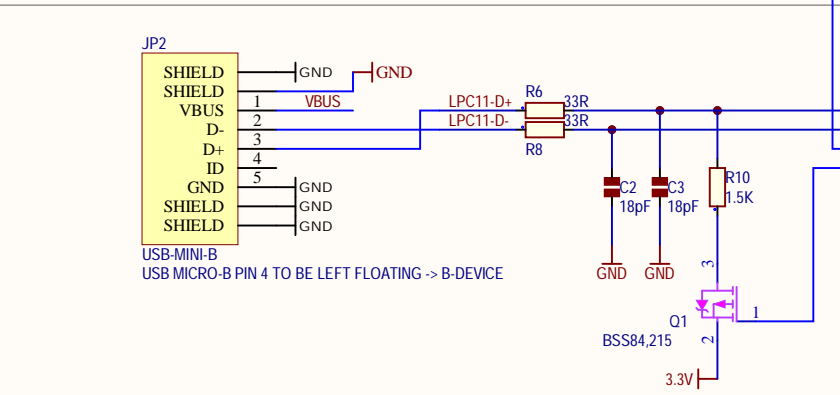 JP2
SHIELD GND
SHIELD GND
VBUS 1 VBUS
D- 2
D+ 3
ID 4
GND 5 GND
SHIELD GND
SHIELD GND
USB-MINI-B
USB MICRO-B PIN 4 TO BE LEFT FLOATING -> B-DEVICE
LPC11-D+ R6 33R
LPC11-D- R8 33R
C2 18pF
C3 18pF
R10 1.5K
GND GND
3
Q1 1
BSS84,215
2
3.3V